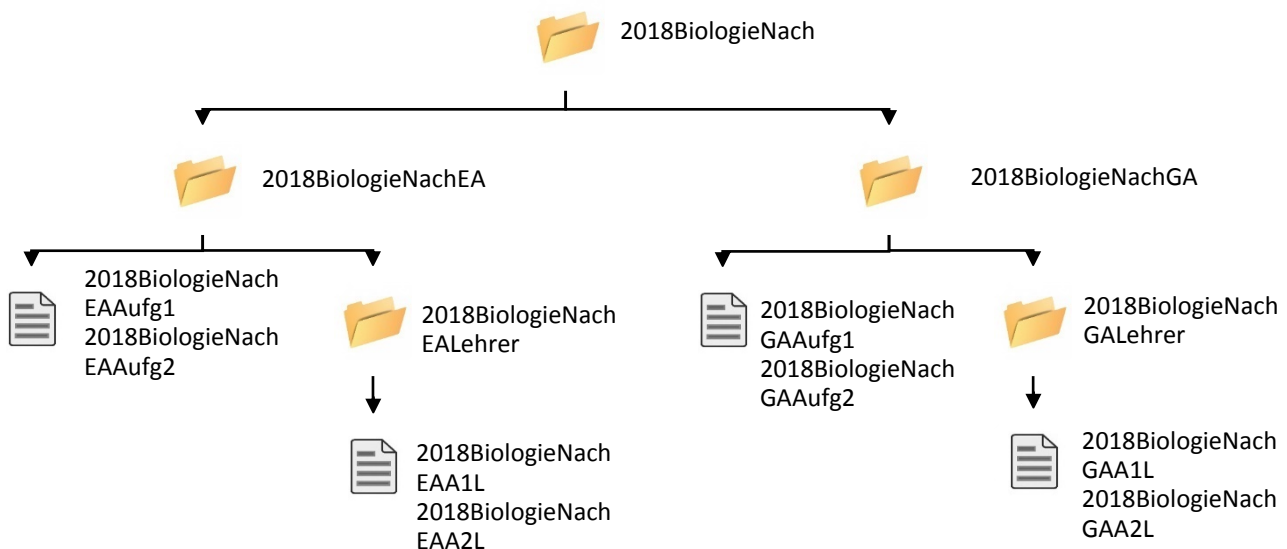 2018BiologieNach
2018BiologieNachEA
2018BiologieNachGA
2018BiologieNach
EAAufg1
2018BiologieNach
EAAufg2
2018BiologieNach
EALehrer
2018BiologieNach
GAAufg1
2018BiologieNach
GAAufg2
2018BiologieNach
GALehrer
2018BiologieNach
EAA1L
2018BiologieNach
EAA2L
2018BiologieNach
GAA1L
2018BiologieNach
GAA2L